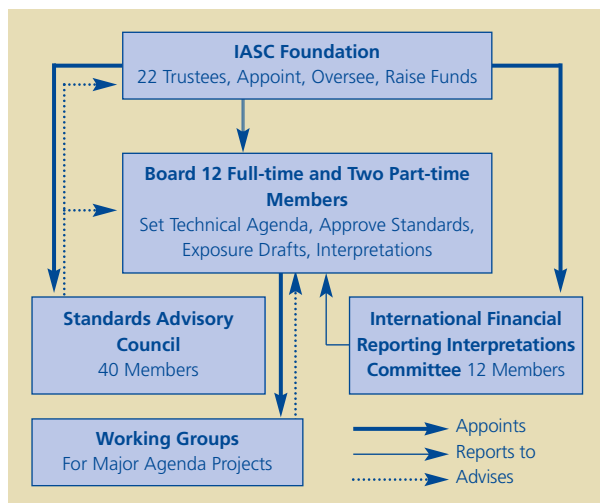 IASC Foundation
22 Trustees, Appoint, Oversee, Raise Funds
Board 12 Full-time and Two Part-time
Members
Set Technical Agenda, Approve Standards,
Exposure Drafts, Interpretations
Standards Advisory
Council
40 Members
International Financial
Reporting Interpretations
Committee 12 Members
Working Groups
For Major Agenda Projects
Appoints
Reports to
Advises